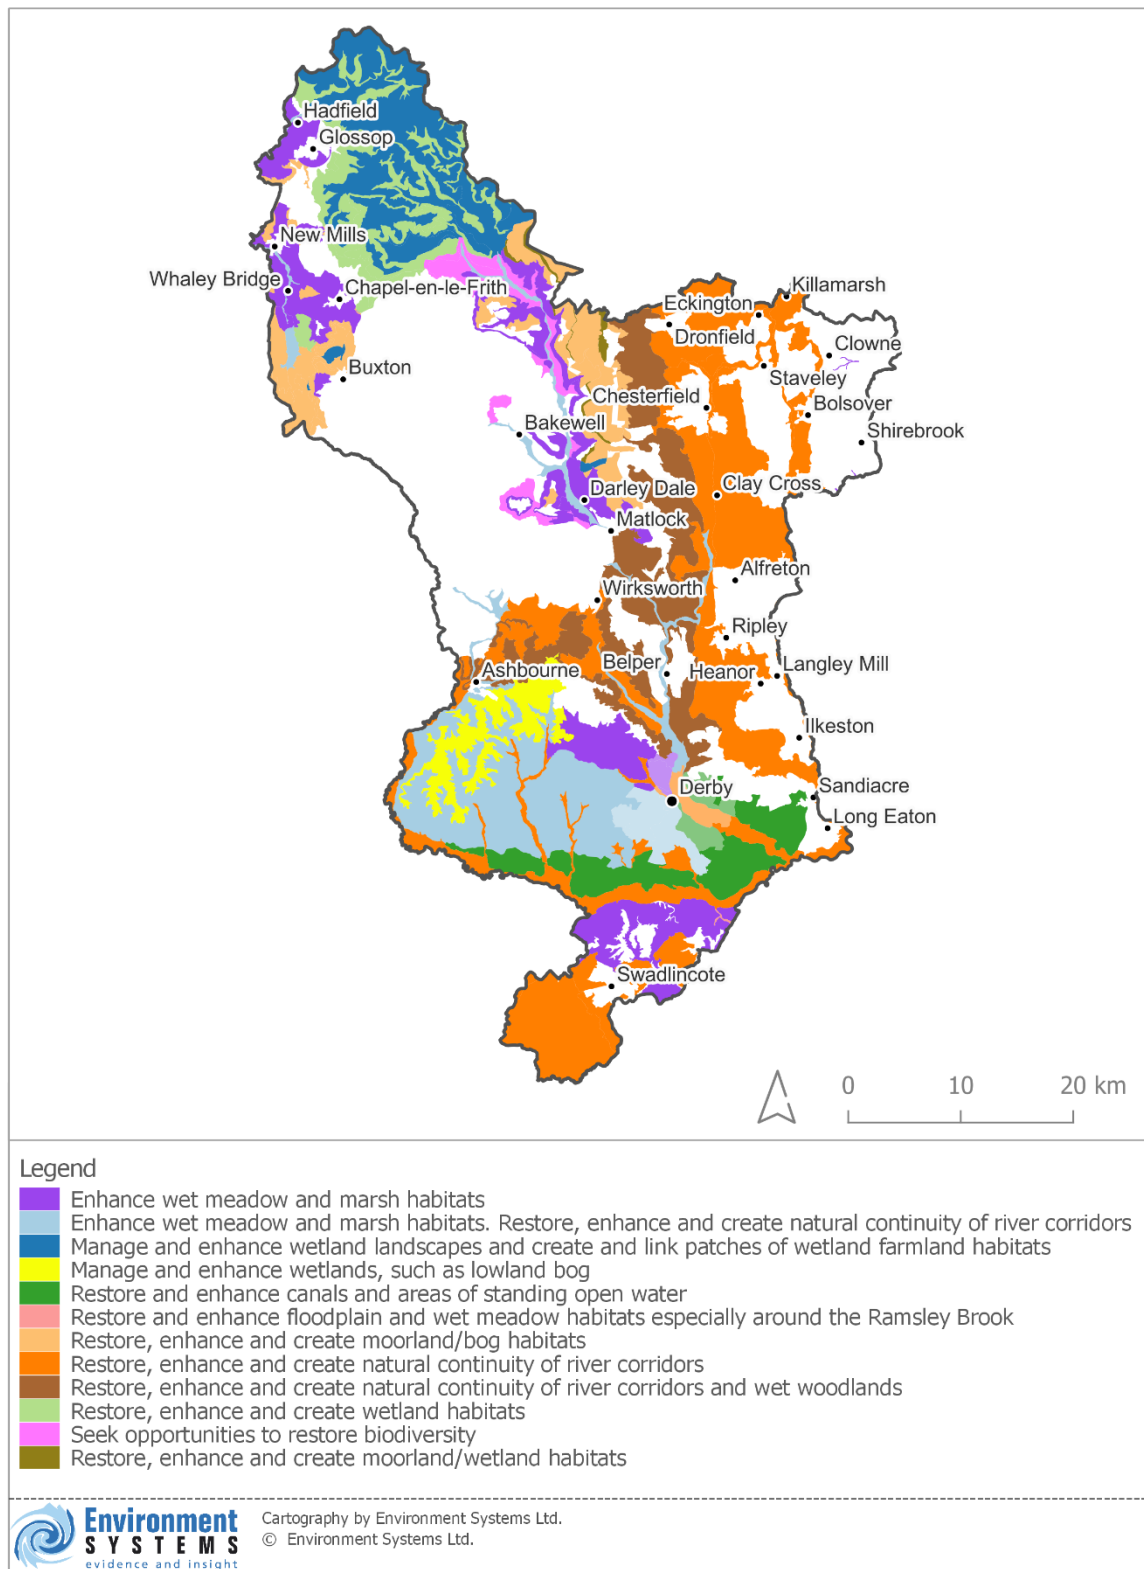 Hadfield
Glossop
New Mills
Whaley Bridge
Chapel-en-le-Frith
Buxton
Killamarsh
Eckington
Dronfield
Clowne
Staveley
Chesterfield
Bolsover
Bakewell
Shirebrook
Darley Dale
Clay Cross
Matlock
Alfreton
Wirksworth
Ripley
Belper
Heanor
Langley Mill
Ashbourne
Ilkeston
Derby
Sandiacre
Long Eaton
Swadlincote
0 10 20 km
Legend
Enhance wet meadow and marsh habitats
Enhance wet meadow and marsh habitats. Restore, enhance and create natural continuity of river corridors
Manage and enhance wetland landscapes and create and link patches of wetland farmland habitats
Manage and enhance wetlands, such as lowland bog
Restore and enhance canals and areas of standing open water
Restore and enhance floodplain and wet meadow habitats especially around the Ramsley Brook
Restore, enhance and create moorland/bog habitats
Restore, enhance and create natural continuity of river corridors
Restore, enhance and create natural continuity of river corridors and wet woodlands
Restore, enhance and create wetland habitats
Seek opportunities to restore biodiversity
Restore, enhance and create moorland/wetland habitats
Environment
SYSTEMS
evidence and insight
Cartography by Environment Systems Ltd.
© Environment Systems Ltd.